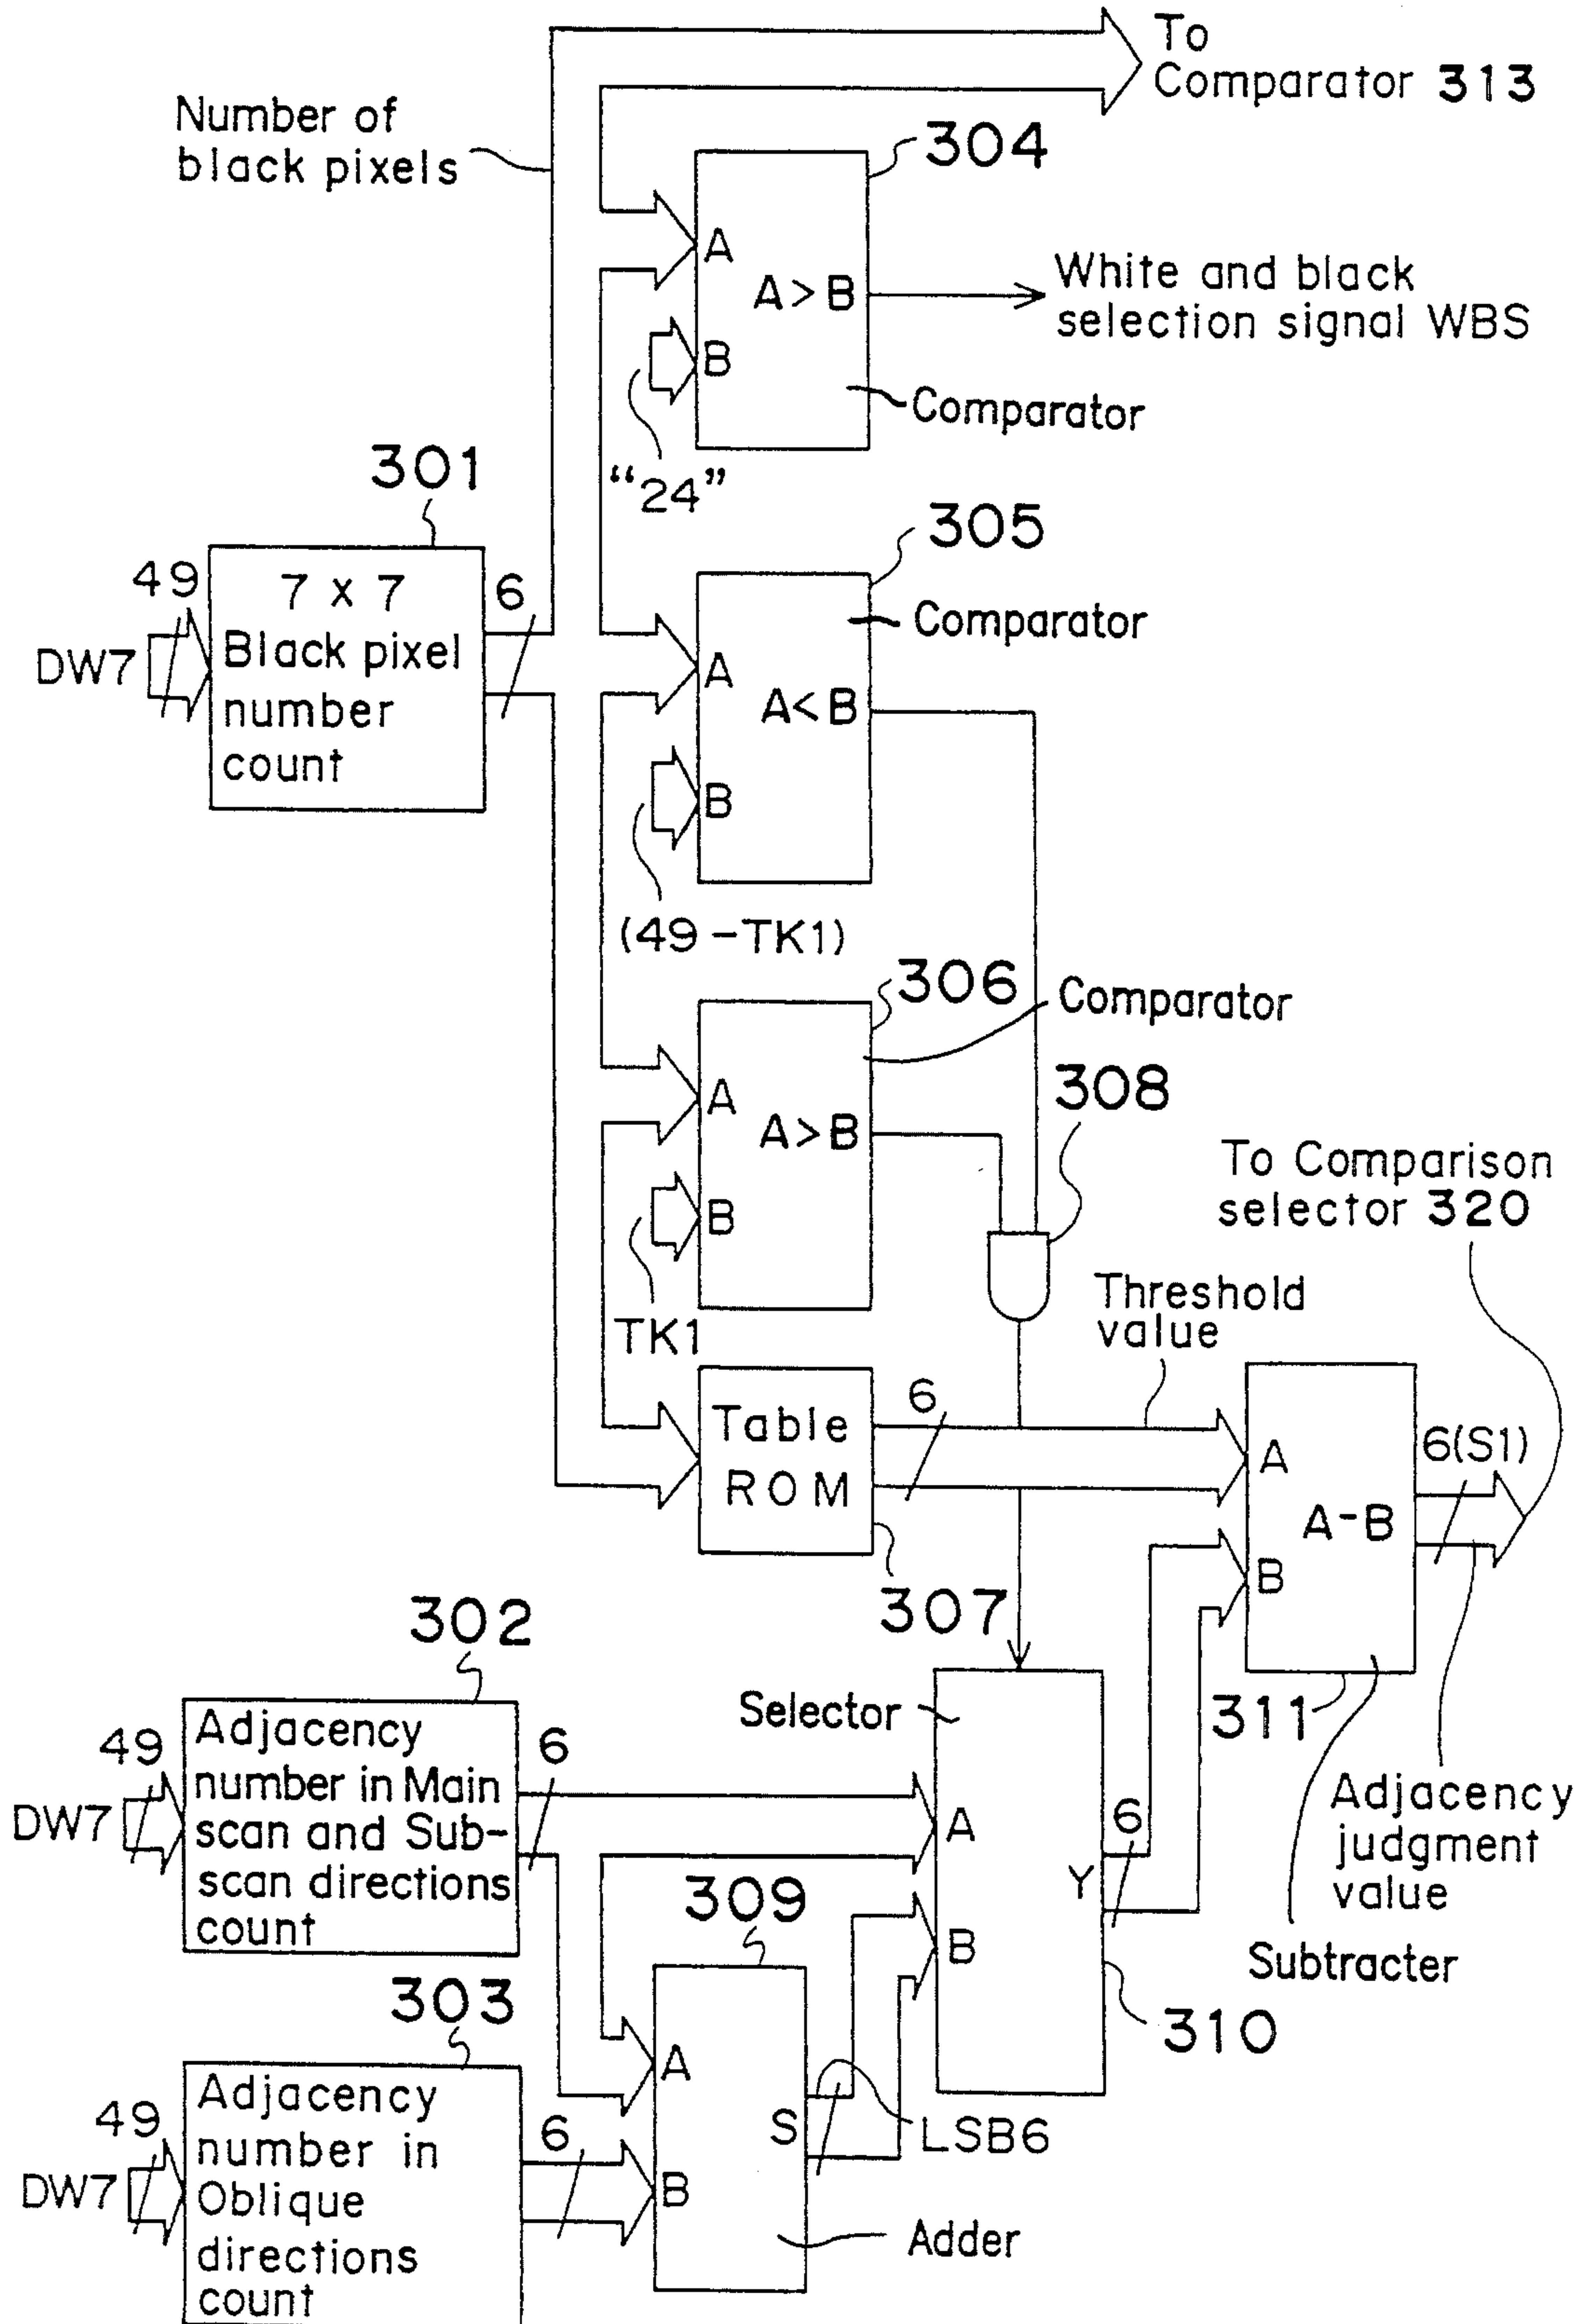 To
Comparator 313
Number of
black pixels
304
A
A>B
B
White and black
selection signal WBS
Comparator
"24"
301
49
DW7
7 x 7
Black pixel
number
count
6
305
Comparator
A
A<B
B
(49-TK1)
306
Comparator
A
A>B
B
TK1
308
To Comparison
selector 320
Threshold
value
Table
ROM
6
307
A
A-B
B
6(S1)
311
Subtracter
Adjacency
judgment
value
302
49
DW7
Adjacency
number in Main
scan and Sub-
scan directions
count
6
Selector
A
B
Y
6
310
309
A
S
B
LSB6
Adder
303
49
DW7
Adjacency
number in
Oblique
directions
count
6